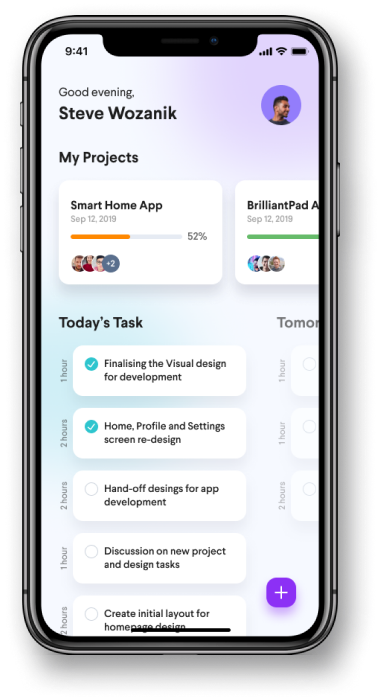 9:41
Good evening,
Steve Wozanik
My Projects
Smart Home App
Sep 12, 2019
52%
+2
BrilliantPad A
Sep 12, 2019
Today's Task
Tomor
1 hour
Finalising the Visual design
for development
1 hour
2 hours
Home, Profile and Settings
screen re-design
1 hour
2 hours
Hand-off desings for app
development
2 hours
1 hour
Discussion on new project
and design tasks
2 hours
Create initial layout for
homepage design